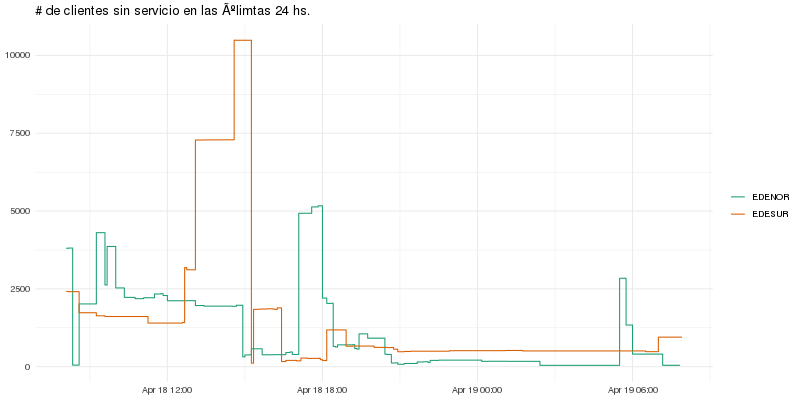 # de clientes sin servicio en las Ãºlimtas 24 hs.
10000
7500
5000
2500
0
Apr 18 12:00
Apr 18 18:00
Apr 19 00:00
Apr 19 06:00
EDENOR
EDESUR